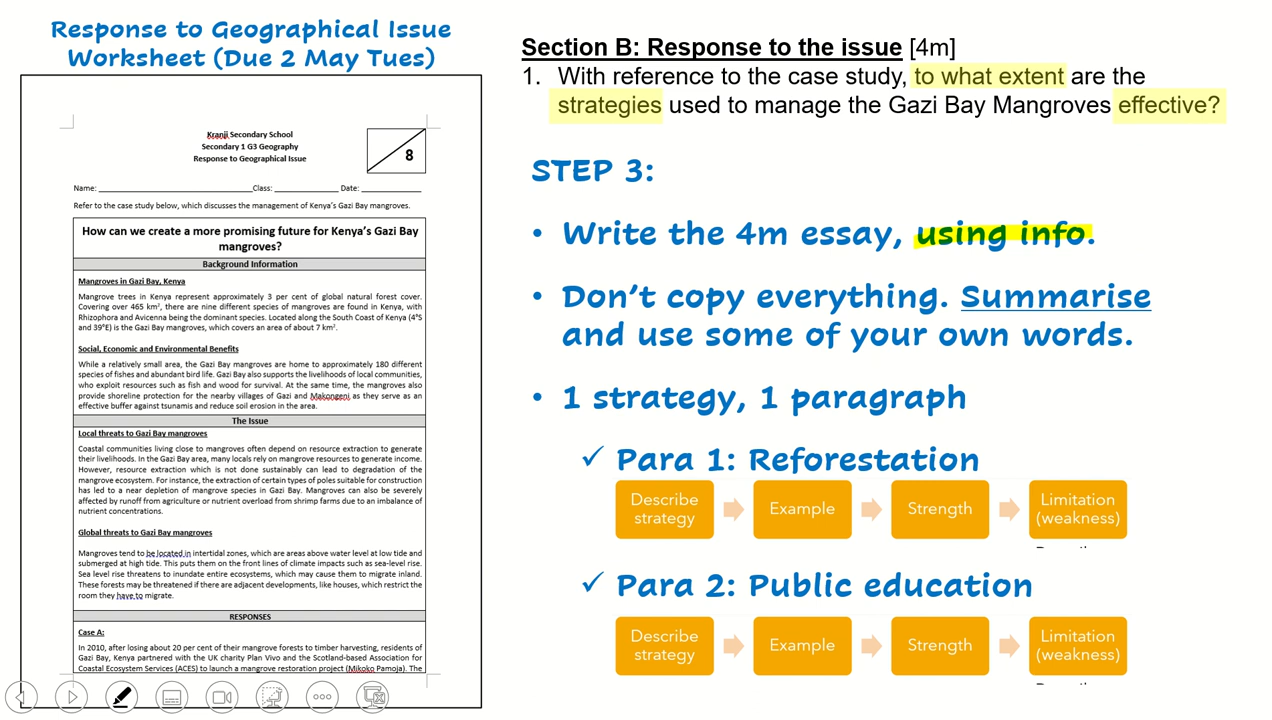 Response to Geographical Issue
Worksheet (Due 2 May Tues)
Kranji Secondary School
Secondary 1 G3 Geography
Response to Geographical Issue
8
Name: ____________________________Class: ____________ Date: ____________
Refer to the case study below, which discusses the management of Kenya's Gazi Bay mangroves.
How can we create a more promising future for Kenya's Gazi Bay
mangroves?
Background Information
Mangroves in Gazi Bay, Kenya
Mangrove trees in Kenya represent approximately 3 per cent of global natural forest cover.
Covering over 465 km², there are nine different species of mangroves are found in Kenya, with
Rhizophora and Avicenna being the dominant species. Located along the South Coast of Kenya (4°S
and 39°E) is the Gazi Bay mangroves, which covers an area of about 7 km².
Social, Economic and Environmental Benefits
While a relatively small area, the Gazi Bay mangroves are home to approximately 180 different
species of fishes and abundant bird life. Gazi Bay also supports the livelihoods of local communities,
who exploit resources such as fish and wood for survival. At the same time, the mangroves also
provide shoreline protection for the nearby villages of Gazi and Makongeni as they serve as an
effective buffer against tsunamis and reduce soil erosion in the area.
The Issue
Local threats to Gazi Bay mangroves
Coastal communities living close to mangroves often depend on resource extraction to generate
their livelihoods. In the Gazi Bay area, many locals rely on mangrove resources to generate income.
However, resource extraction which is not done sustainably can lead to degradation of the
mangrove ecosystem. For instance, the extraction of certain types of poles suitable for construction
has led to a near depletion of mangrove species in Gazi Bay. Mangroves can also be severely
affected by runoff from agriculture or nutrient overload from shrimp farms due to an imbalance of
nutrient concentrations.
Global threats to Gazi Bay mangroves
Mangroves tend to be located in intertidal zones, which are areas above water level at low tide and
submerged at high tide. This puts them on the front lines of climate impacts such as sea-level rise.
Sea level rise threatens to inundate entire ecosystems, which may cause them to migrate inland.
These forests may be threatened if there are adjacent developments, like houses, which restrict the
room they have to migrate.
RESPONSES
Case A:
In 2010, after losing about 20 per cent of their mangrove forests to timber harvesting, residents of
Gazi Bay, Kenya partnered with the UK charity Plan Vivo and the Scotland-based Association for
Coastal Ecosystem Services (ACES) to launch a mangrove restoration project (Mikoko Pamoja). The
Section B: Response to the issue [4m]
1. With reference to the case study, to what extent are the
strategies used to manage the Gazi Bay Mangroves effective?
STEP 3:
• Write the 4m essay, using info.
• Don't copy everything. Summarise
and use some of your own words.
• 1 strategy, 1 paragraph
✓ Para 1: Reforestation
Describe strategy
Example
Strength
Limitation (weakness)
✓ Para 2: Public education
Describe strategy
Example
Strength
Limitation (weakness)